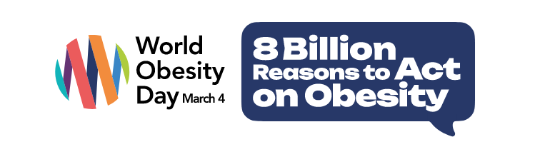 World
Obesity
Day March 4
8 Billion
Reasons to Act
on Obesity